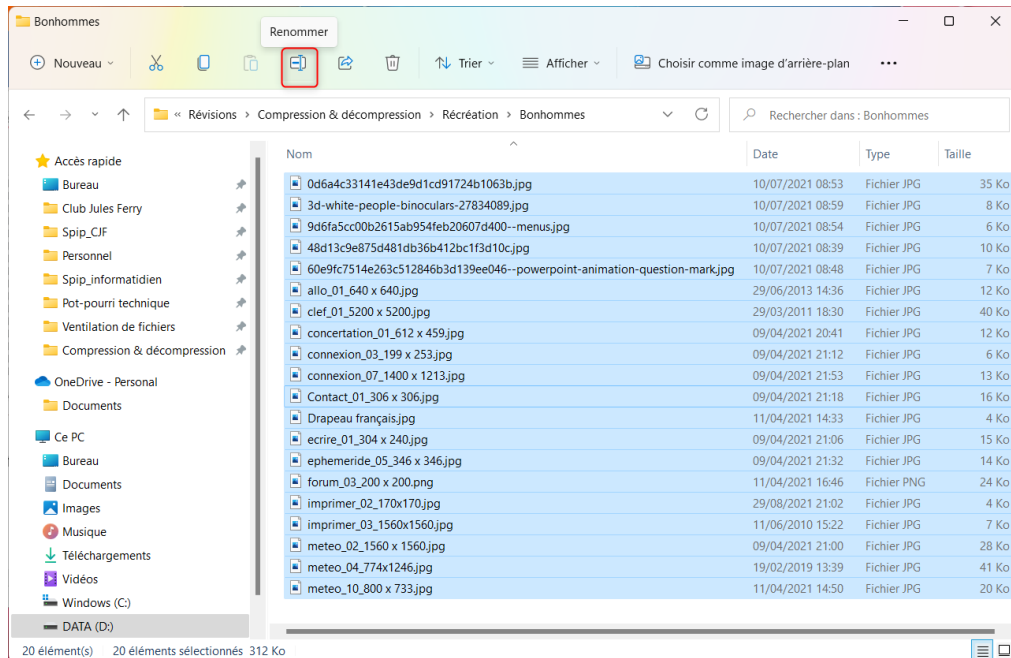 Bonhommes
Renommer
Nouveau
Trier
Afficher
Choisir comme image d'arrière-plan
« Révisions > Compression & décompression > Récréation > Bonhommes
Rechercher dans : Bonhommes
Accès rapide
Bureau
Club Jules Ferry
Spip_CJF
Personnel
Spip_informatidien
Pot-pourri technique
Ventilation de fichiers
Compression & décompression
OneDrive - Personal
Documents
Ce PC
Bureau
Documents
Images
Musique
Téléchargements
Vidéos
Windows (C:)
DATA (D:)
Nom Date Type Taille
0d6a4c33141e43de9d1cd91724b1063b.jpg 10/07/2021 08:53 Fichier JPG 35 Ko
3d-white-people-binoculars-27834089.jpg 10/07/2021 08:59 Fichier JPG 8 Ko
9d6fa5cc00b2615ab954feb20607d400--menus.jpg 10/07/2021 08:54 Fichier JPG 6 Ko
48d13c9e875d481db36b412bc1f3d10c.jpg 10/07/2021 08:39 Fichier JPG 10 Ko
60e9fc7514e263c512846b3d139ee046--powerpoint-animation-question-mark.jpg 10/07/2021 08:48 Fichier JPG 7 Ko
allo_01_640 x 640.jpg 29/06/2013 14:36 Fichier JPG 12 Ko
clef_01_5200 x 5200.jpg 29/03/2011 18:30 Fichier JPG 40 Ko
concertation_01_612 x 459.jpg 09/04/2021 20:41 Fichier JPG 12 Ko
connexion_03_199 x 253.jpg 09/04/2021 21:12 Fichier JPG 6 Ko
connexion_07_1400 x 1213.jpg 09/04/2021 21:53 Fichier JPG 13 Ko
Contact_01_306 x 306.jpg 09/04/2021 21:18 Fichier JPG 16 Ko
Drapeau français.jpg 11/04/2021 14:33 Fichier JPG 4 Ko
ecrire_01_304 x 240.jpg 09/04/2021 21:06 Fichier JPG 15 Ko
ephemeride_05_346 x 346.jpg 09/04/2021 21:32 Fichier JPG 14 Ko
forum_03_200 x 200.png 11/04/2021 16:46 Fichier PNG 24 Ko
imprimer_02_170x170.jpg 29/08/2021 21:02 Fichier JPG 4 Ko
imprimer_03_1560x1560.jpg 11/06/2010 15:22 Fichier JPG 7 Ko
meteo_02_1560 x 1560.jpg 09/04/2021 21:00 Fichier JPG 28 Ko
meteo_04_774x1246.jpg 19/02/2019 13:39 Fichier JPG 41 Ko
meteo_10_800 x 733.jpg 11/04/2021 14:50 Fichier JPG 20 Ko
20 élément(s) 20 éléments sélectionnés 312 Ko